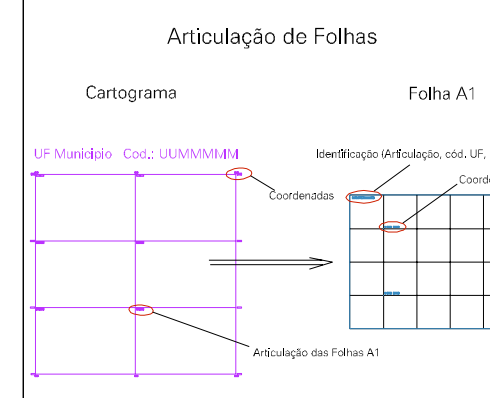 Articulação de Folhas
Cartograma
Folha A1
UF Municipio Cod.: UUMMMMM
Identificação (Articulação, cód. UF,
Coordenadas
Articulação das Folhas A1